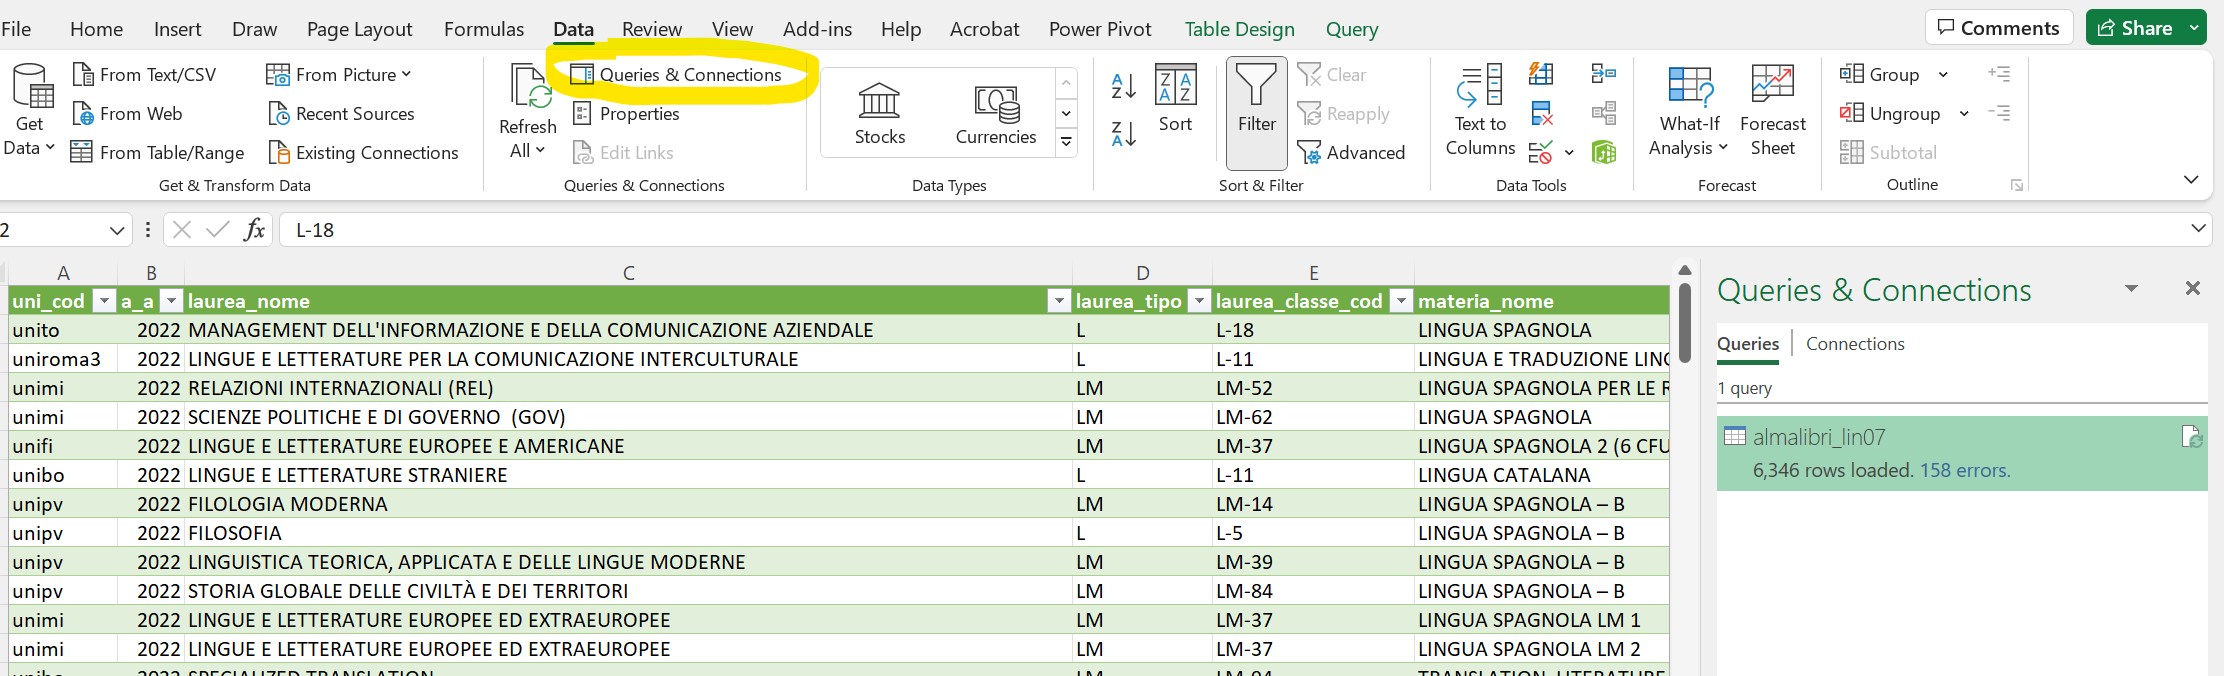 File Home Insert Draw Page Layout Formulas Data Review View Add-ins Help Acrobat Power Pivot Table Design Query Comments Share
Get Data
From Text/CSV
From Web
From Table/Range
From Picture
Recent Sources
Existing Connections
Get & Transform Data
Refresh All
Queries & Connections
Properties
Edit Links
Queries & Connections
Stocks
Currencies
Data Types
Sort
Filter
Clear
Reapply
Advanced
Sort & Filter
Text to Columns
Data Tools
What-If Analysis
Forecast Sheet
Forecast
Group
Ungroup
Subtotal
Outline
2 fx L-18
A B C D E
uni_cod a_a laurea_nome laurea_tipo laurea_classe_cod materia_nome
unito 2022 MANAGEMENT DELL'INFORMAZIONE E DELLA COMUNICAZIONE AZIENDALE L L-18 LINGUA SPAGNOLA
uniroma3 2022 LINGUE E LETTERATURE PER LA COMUNICAZIONE INTERCULTURALE L L-11 LINGUA E TRADUZIONE LING
unimi 2022 RELAZIONI INTERNAZIONALI (REL) LM LM-52 LINGUA SPAGNOLA PER LE R
unimi 2022 SCIENZE POLITICHE E DI GOVERNO (GOV) LM LM-62 LINGUA SPAGNOLA
unifi 2022 LINGUE E LETTERATURE EUROPEE E AMERICANE LM LM-37 LINGUA SPAGNOLA 2 (6 CFU
unibo 2022 LINGUE E LETTERATURE STRANIERE L L-11 LINGUA CATALANA
unipv 2022 FILOLOGIA MODERNA LM LM-14 LINGUA SPAGNOLA – B
unipv 2022 FILOSOFIA L L-5 LINGUA SPAGNOLA – B
unipv 2022 LINGUISTICA TEORICA, APPLICATA E DELLE LINGUE MODERNE LM LM-39 LINGUA SPAGNOLA – B
unipv 2022 STORIA GLOBALE DELLE CIVILTÀ E DEI TERRITORI LM LM-84 LINGUA SPAGNOLA – B
unimi 2022 LINGUE E LETTERATURE EUROPEE ED EXTRAEUROPEE LM LM-37 LINGUA SPAGNOLA LM 1
unimi 2022 LINGUE E LETTERATURE EUROPEE ED EXTRAEUROPEE LM LM-37 LINGUA SPAGNOLA LM 2
Queries & Connections
Queries Connections
1 query
almalibri_lin07
6,346 rows loaded. 158 errors.